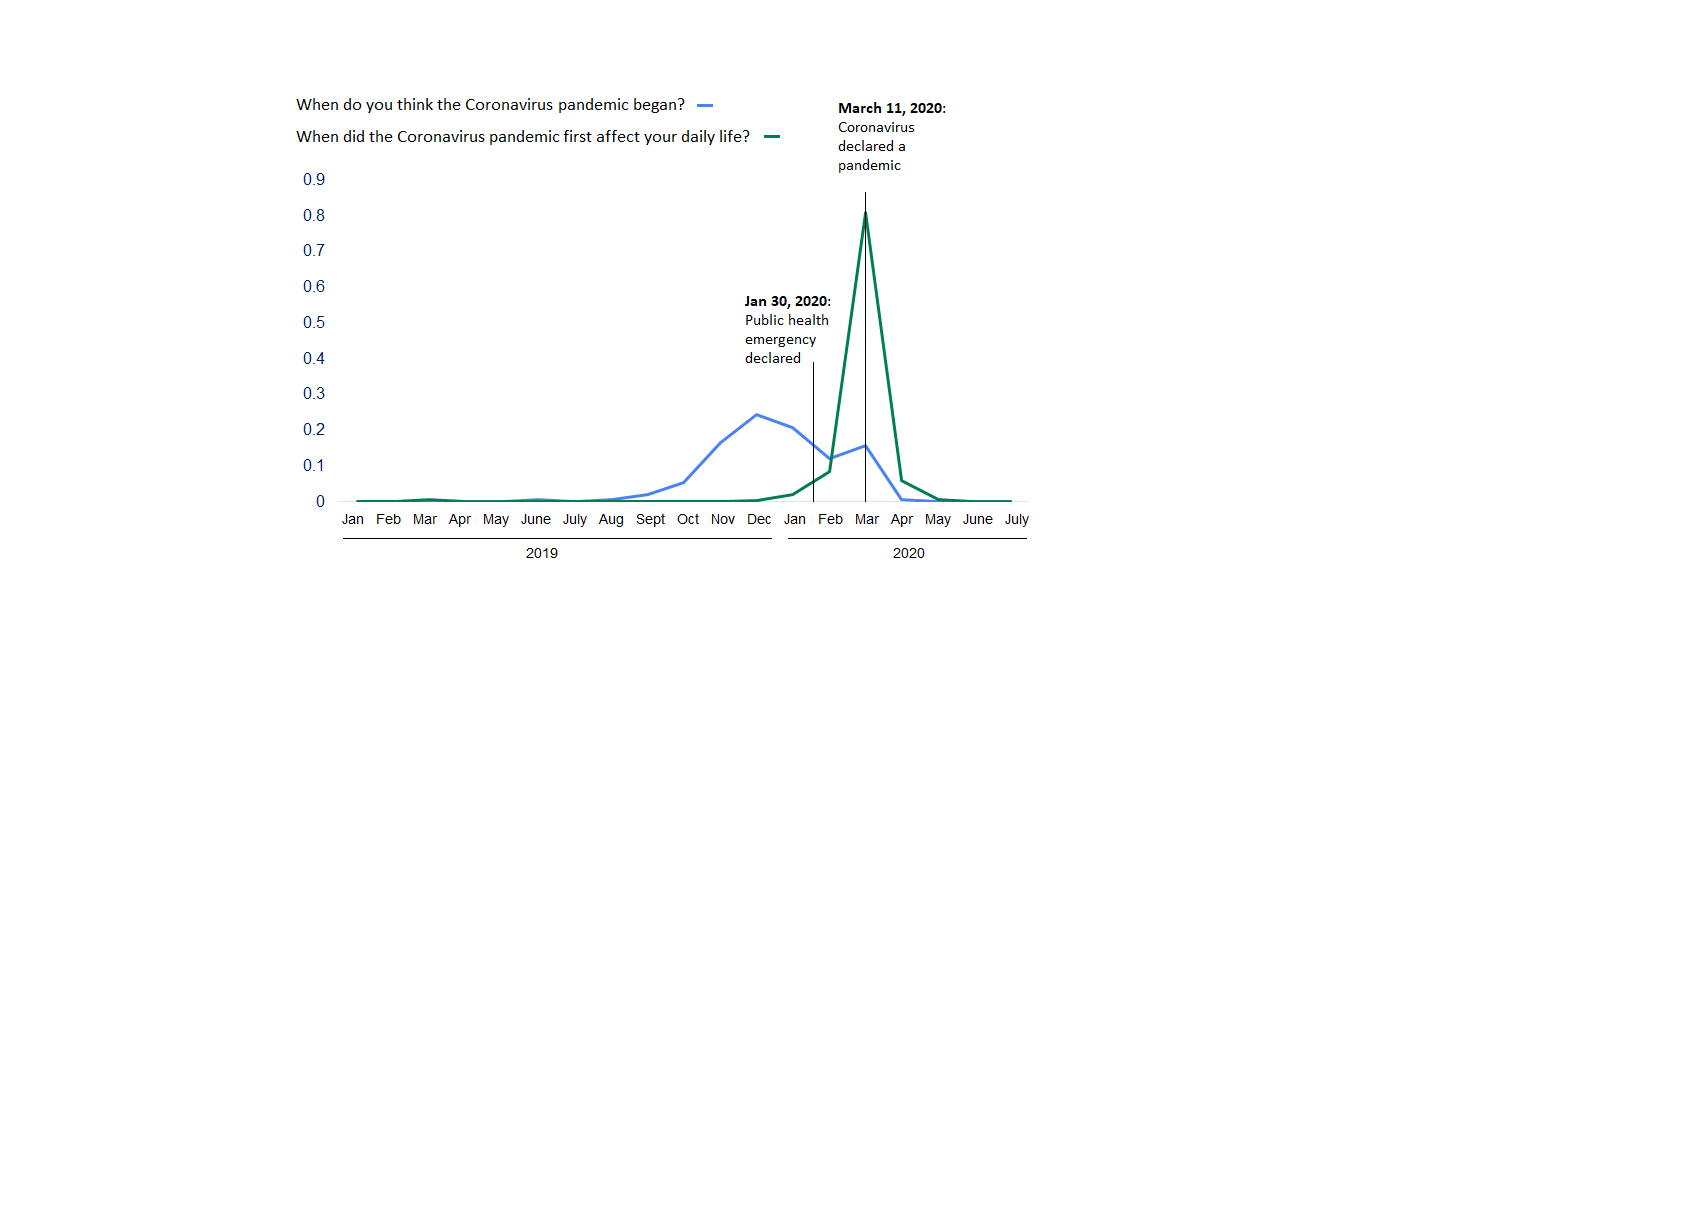 When do you think the Coronavirus pandemic began?
When did the Coronavirus pandemic first affect your daily life?
March 11, 2020:
Coronavirus
declared a
pandemic
0.9
0.8
0.7
0.6
0.5
0.4
0.3
0.2
0.1
0
Jan 30, 2020:
Public health
emergency
declared
Jan Feb Mar Apr May June July Aug Sept Oct Nov Dec Jan Feb Mar Apr May June July
2019 2020